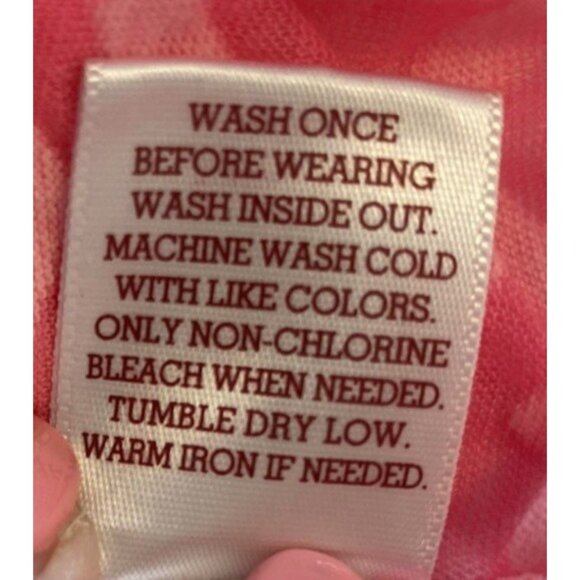 WASH ONCE
BEFORE WEARING
WASH INSIDE OUT.
MACHINE WASH COLD
WITH LIKE COLORS.
ONLY NON-CHLORINE
BLEACH WHEN NEEDED.
TUMBLE DRY LOW.
WARM IRON IF NEEDED.